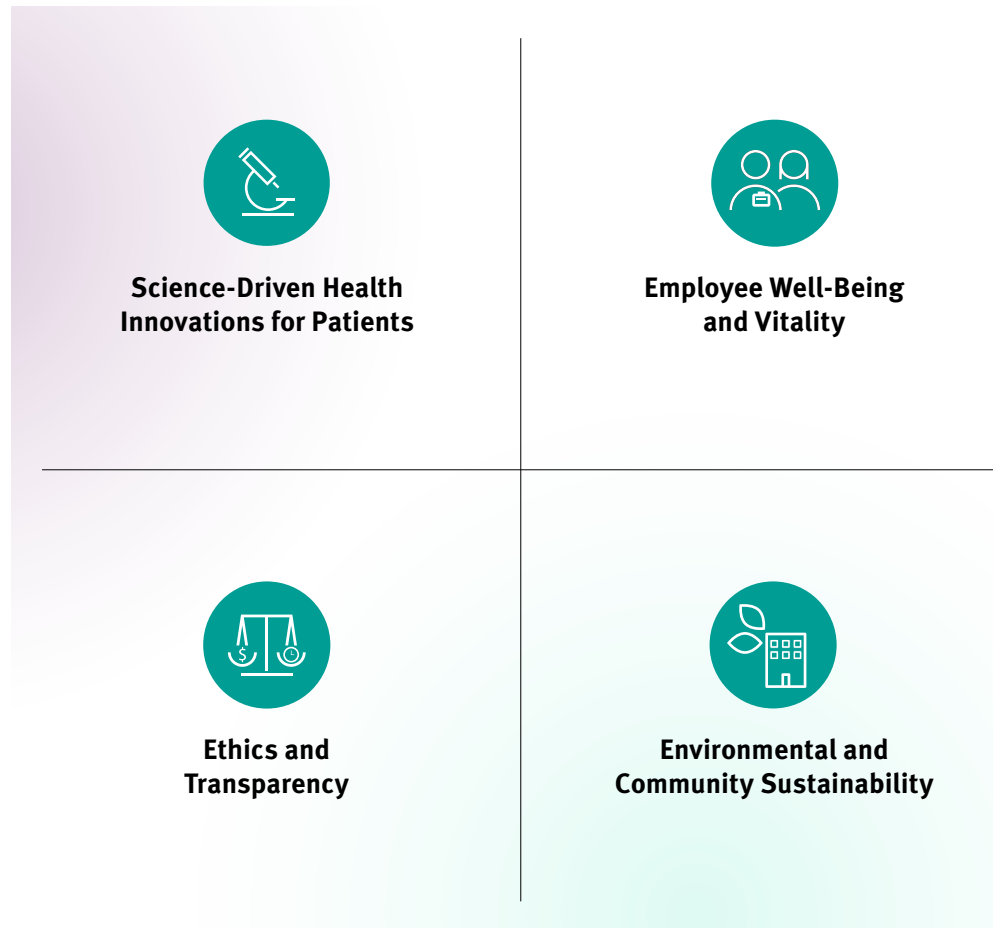 Science-Driven Health
Innovations for Patients
Employee Well-Being
and Vitality
$
Ethics and
Transparency
Environmental and
Community Sustainability